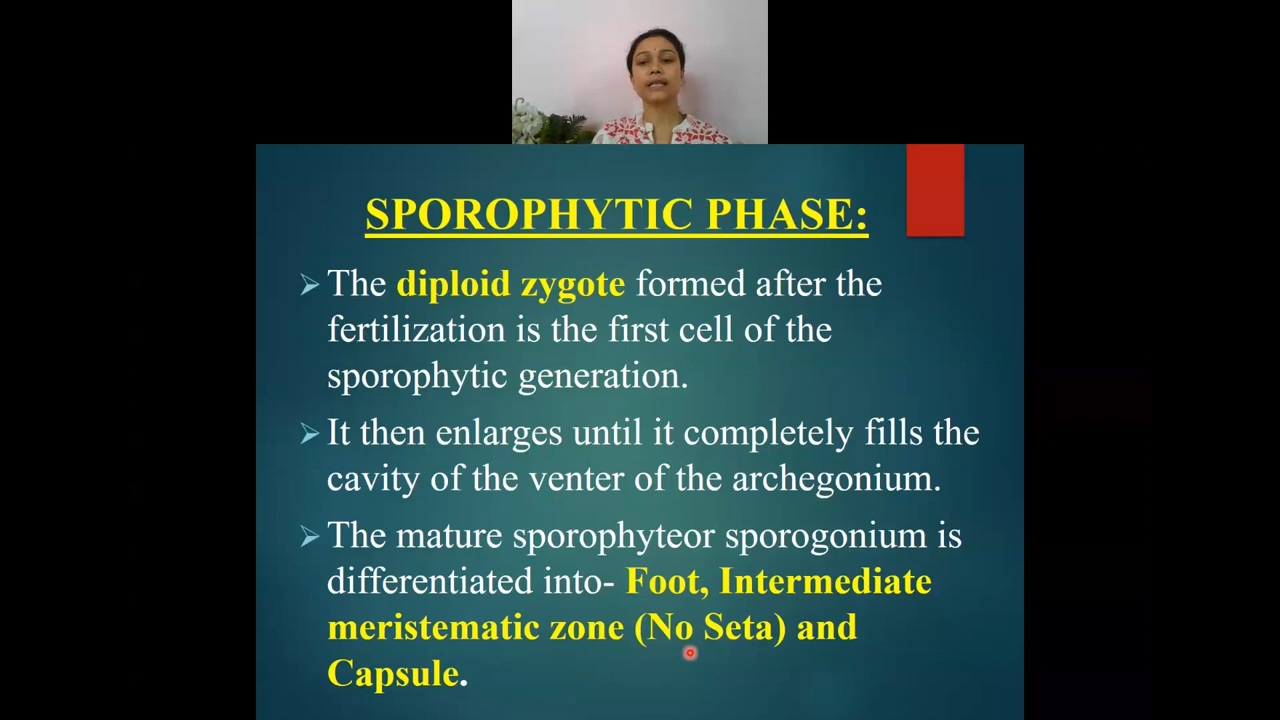 SPOROPHYTIC PHASE:
The diploid zygote formed after the
fertilization is the first cell of the
sporophytic generation.
It then enlarges until it completely fills the
cavity of the venter of the archegonium.
The mature sporophyteor sporogonium is
differentiated into- Foot, Intermediate
meristematic zone (No Seta) and
Capsule.